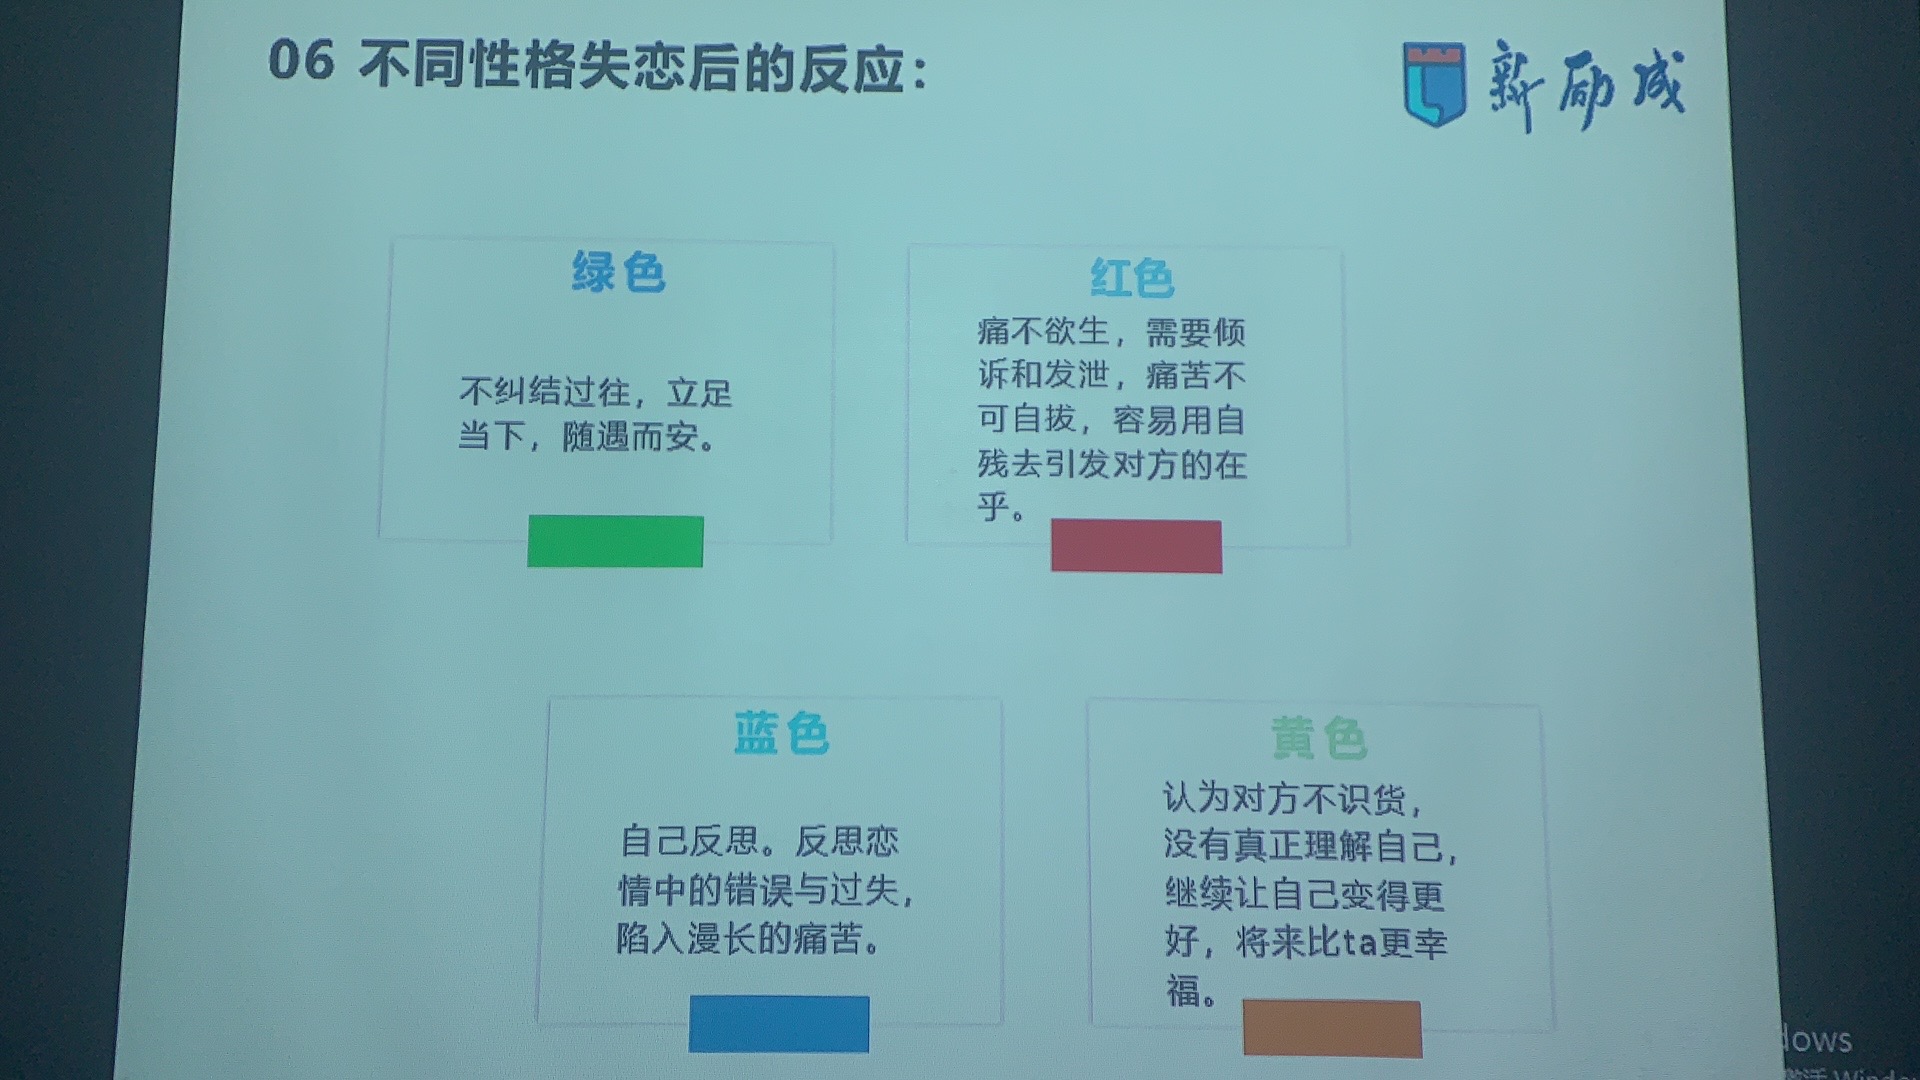 06 不同性格失恋后的反应：
新励成
绿色
不纠结过往，立足
当下，随遇而安。
红色
痛不欲生，需要倾
诉和发泄，痛苦不
可自拔，容易用自
残去引发对方的在
乎。
蓝色
自己反思。反思恋
情中的错误与过失，
陷入漫长的痛苦。
黄色
认为对方不识货，
没有真正理解自己，
继续让自己变得更
好，将来比ta更幸
福。
dows